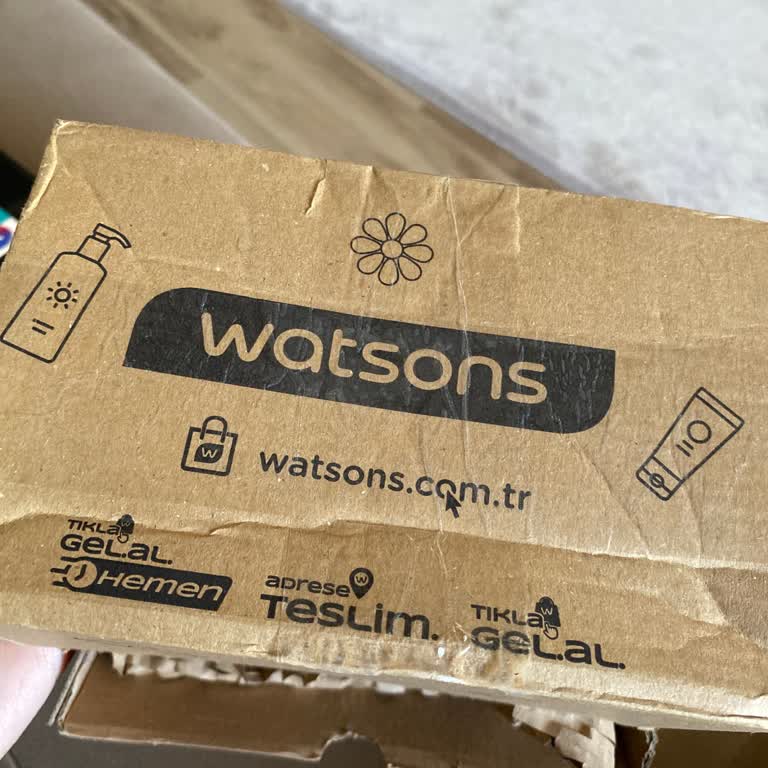 watsons
watsons.com.tr
TIKLA
GeL.aL.
Hemen
aDrese
TesLim.
TIKLA
GeL.aL.